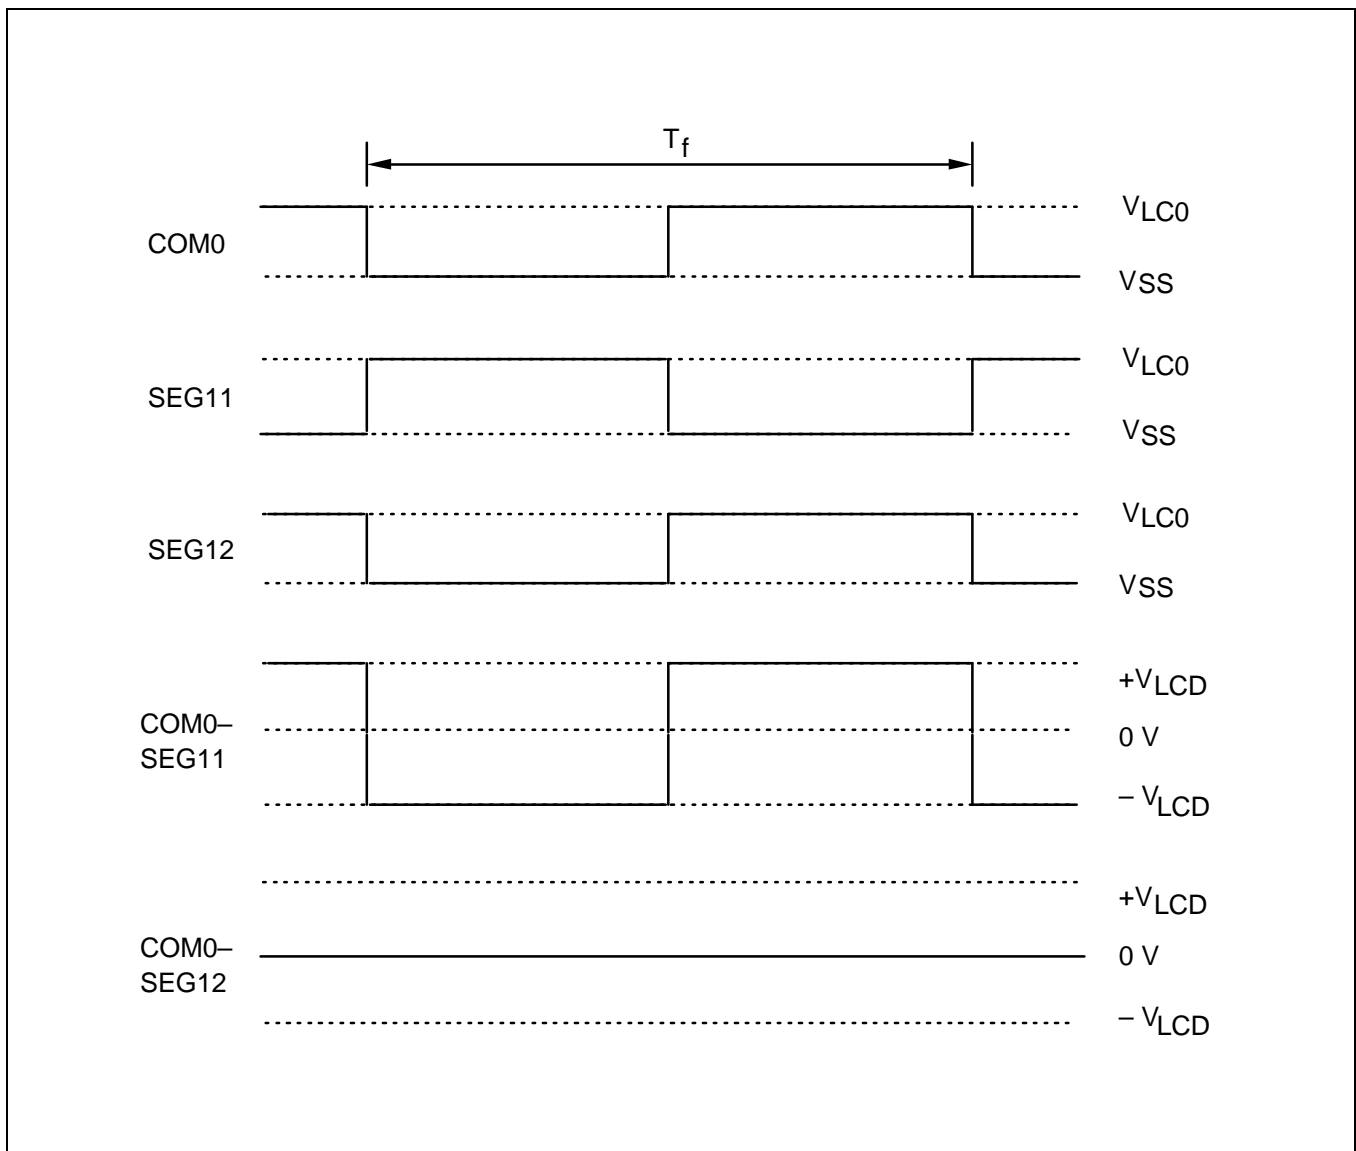 Tf
COM0
VLC0
VSS
SEG11
VLC0
VSS
SEG12
VLC0
VSS
COM0–
SEG11
+VLCD
0 V
– VLCD
COM0–
SEG12
+VLCD
0 V
– VLCD